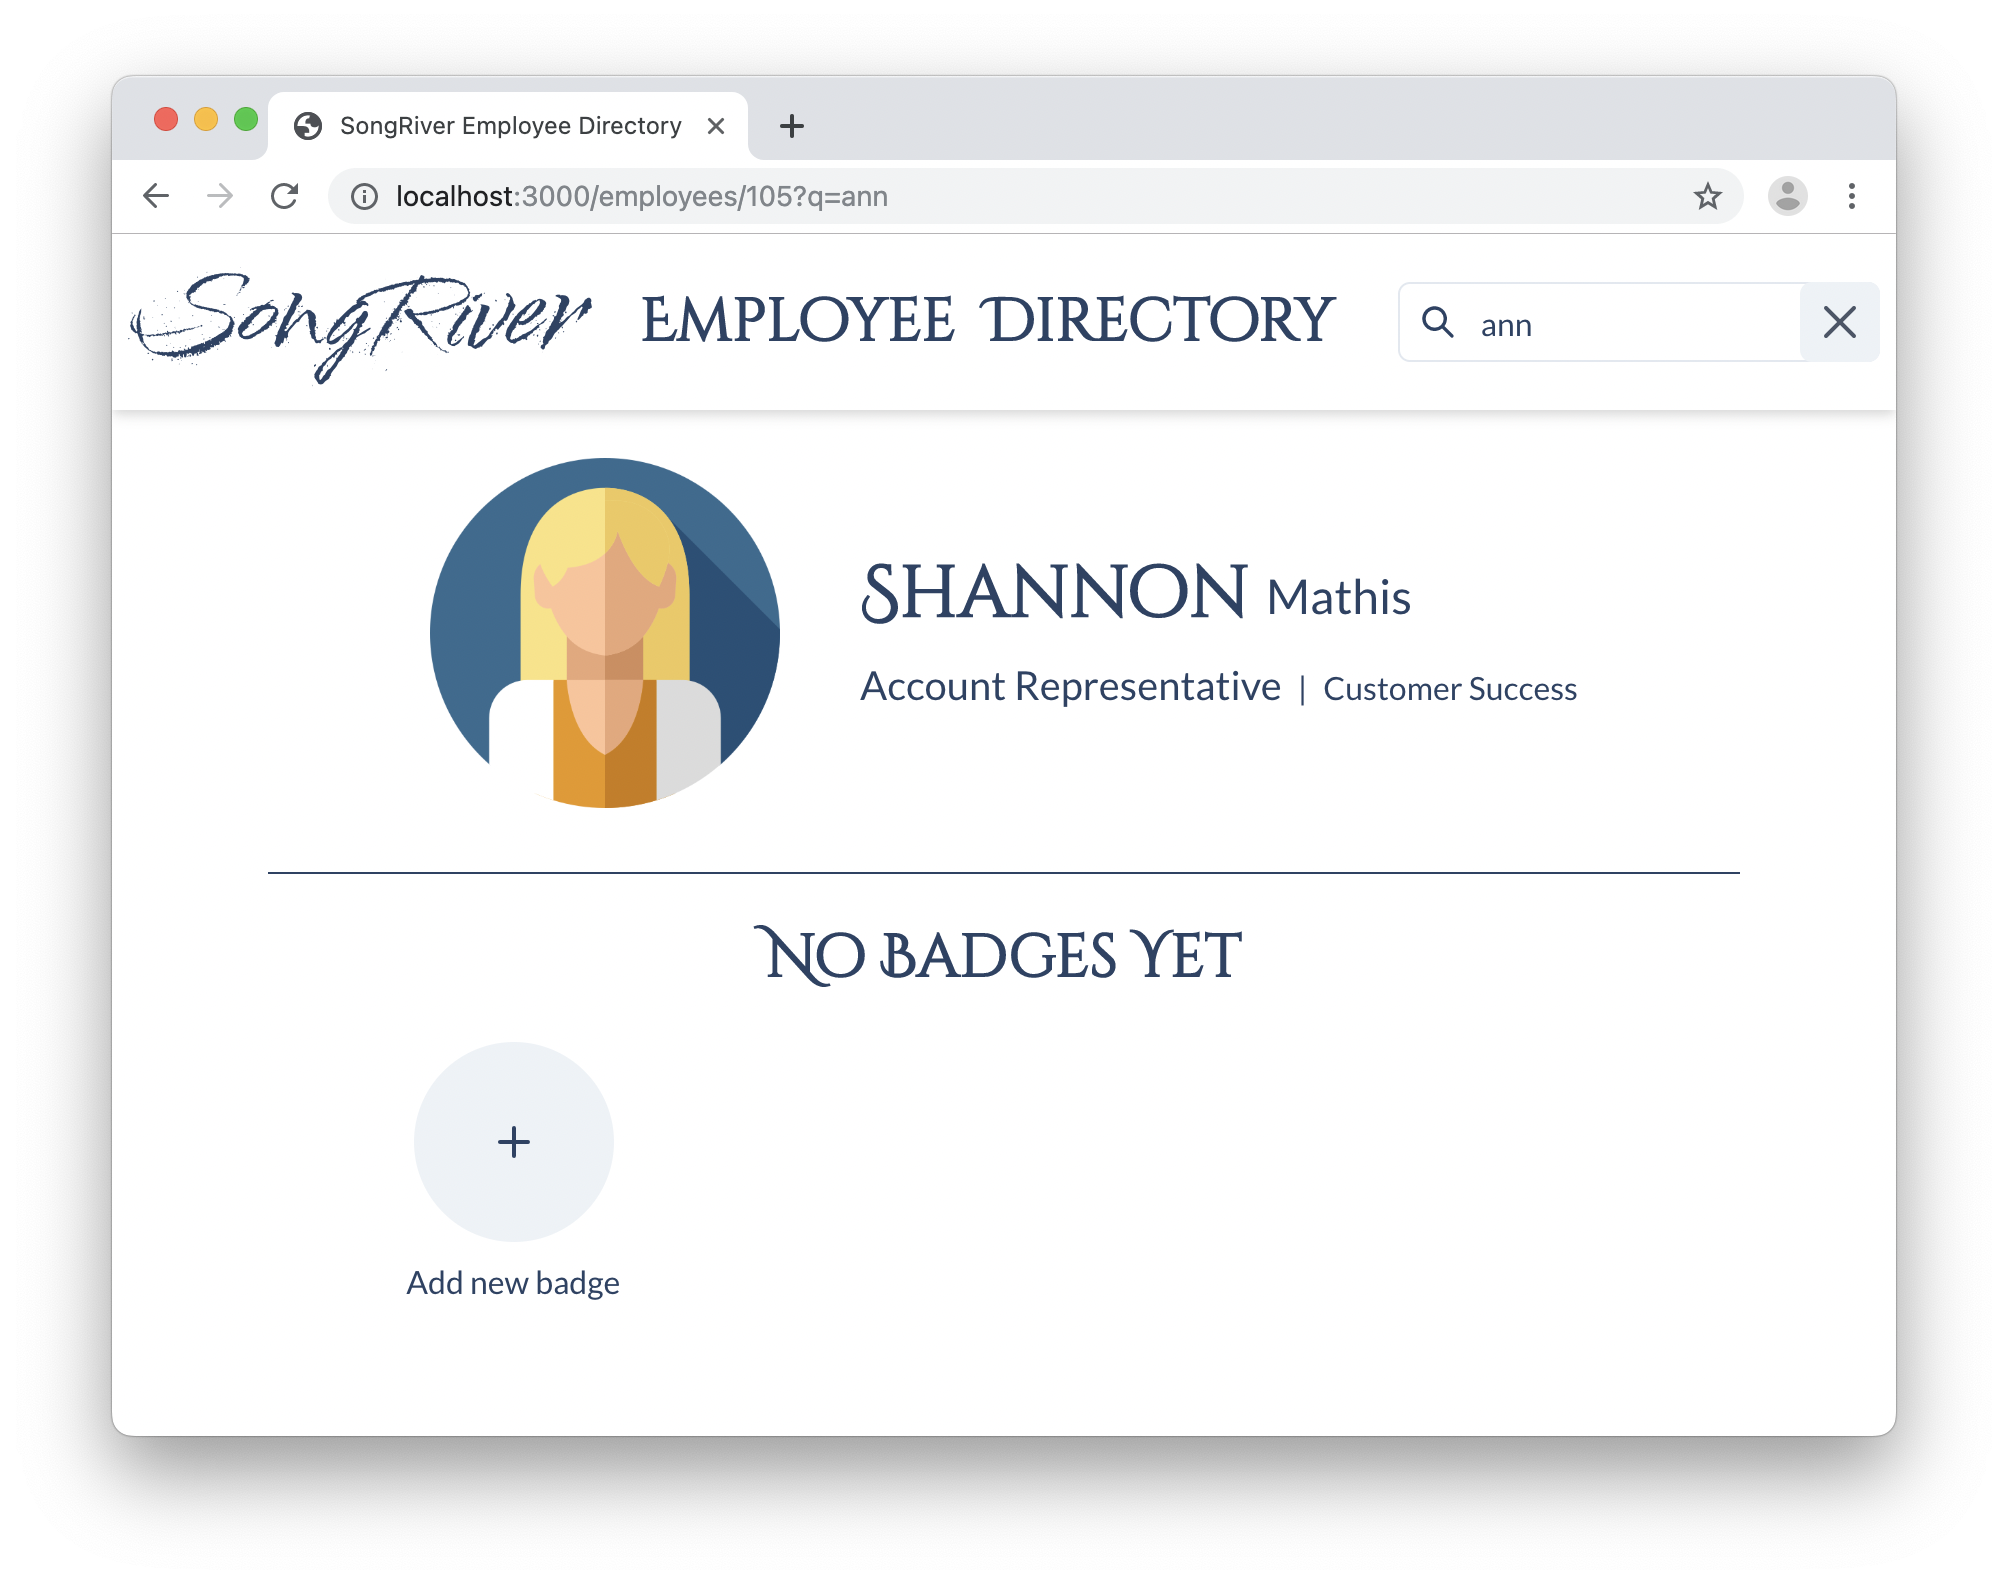 SongRiver Employee Directory
localhost:3000/employees/105?q=ann
SongRiver EMPLOYEE DIRECTORY ann
SHANNON Mathis
Account Representative | Customer Success
NO BADGES YET
Add new badge